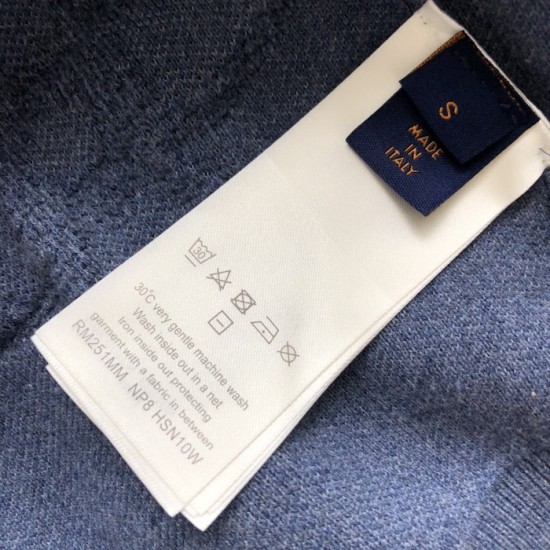 S
MADE
IN
ITALY
30
30°C very gentle machine wash
Wash inside out in a net
Iron inside out protecting
garment with a fabric in between
RM251MM NP8 HSN10W